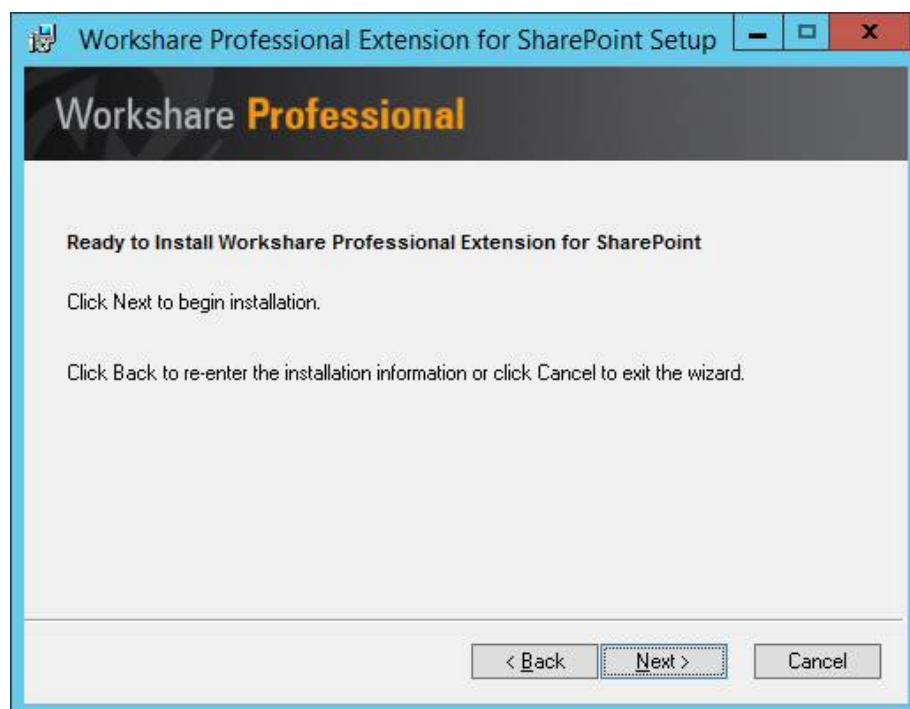 Workshare Professional Extension for SharePoint Setup
Workshare Professional
Ready to Install Workshare Professional Extension for SharePoint
Click Next to begin installation.
Click Back to re-enter the installation information or click Cancel to exit the wizard.
< Back Next > Cancel